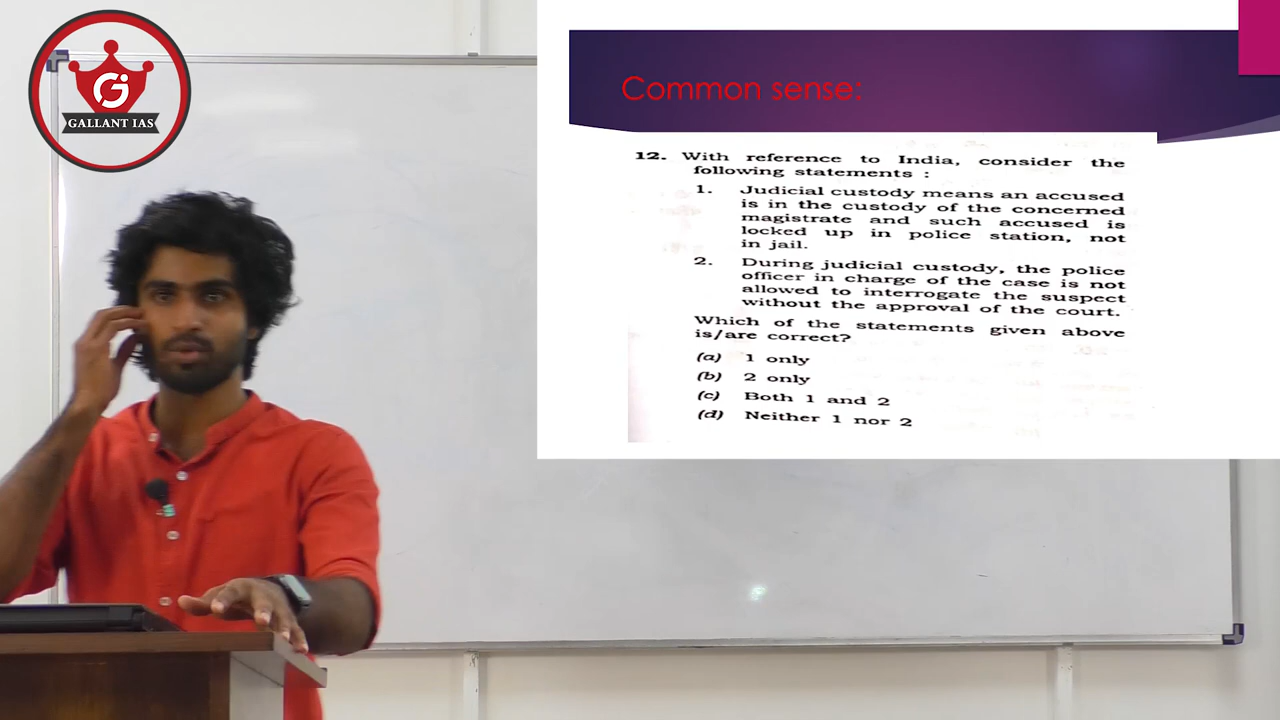 GALLANT IAS
Common sense:
12. With reference to India, consider the
following statements :
1. Judicial custody means an accused
is in the custody of the concerned
magistrate and such accused is
locked up in police station, not
in jail.
2. During judicial custody, the police
officer in charge of the case is not
allowed to interrogate the suspect
without the approval of the court.
Which of the statements given above
is/are correct?
(a) 1 only
(b) 2 only
(c) Both 1 and 2
(d) Neither 1 nor 2